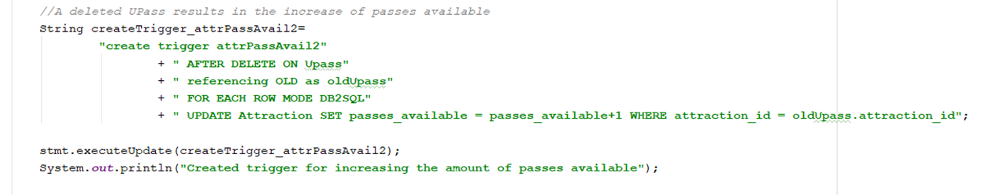 //A deleted UPass results in the increase of passes available
String createTrigger_attrPassAvail2=
"create trigger attrPassAvail2"
+ " AFTER DELETE ON Upass"
+ " referencing OLD as oldUpass"
+ " FOR EACH ROW MODE DB2SQL"
+ " UPDATE Attraction SET passes_available = passes_available+1 WHERE attraction_id = oldUpass.attraction_id";
stmt.executeUpdate(createTrigger_attrPassAvail2);
System.out.println("Created trigger for increasing the amount of passes available");